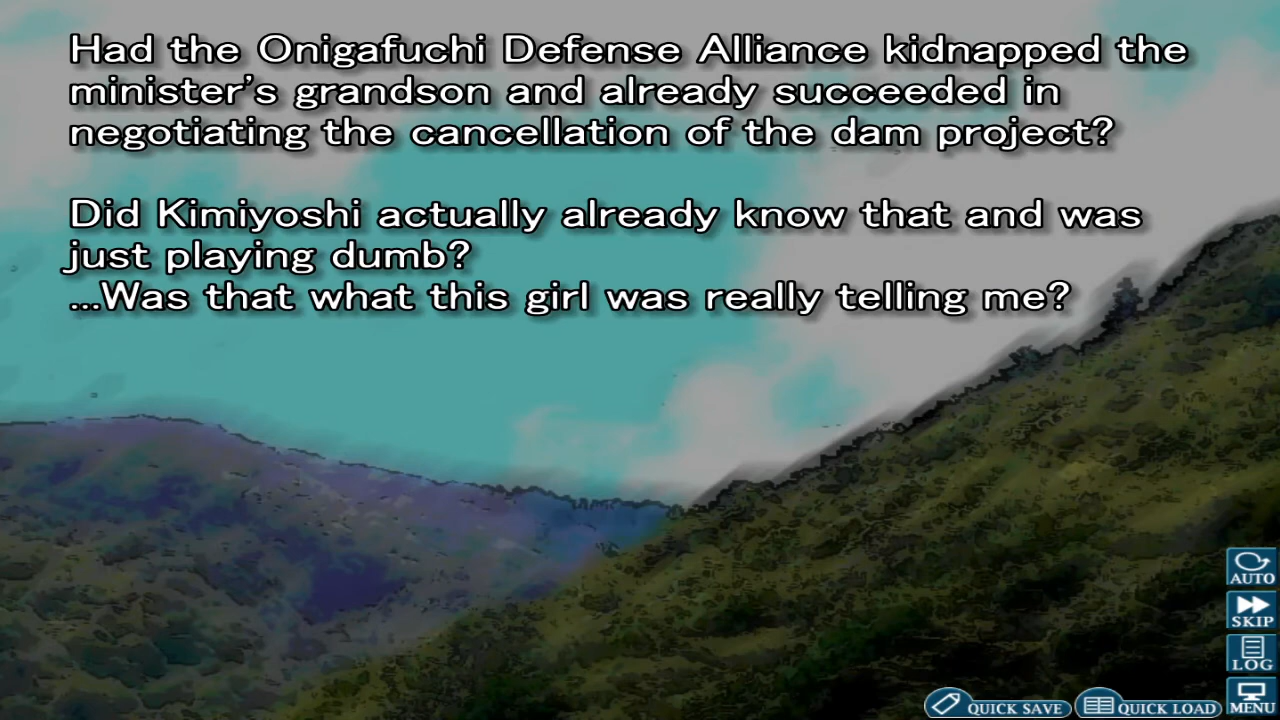 Had the Onigafuchi Defense Alliance kidnapped the
minister's grandson and already succeeded in
negotiating the cancellation of the dam project?
Did Kimiyoshi actually already know that and was
just playing dumb?
...Was that what this girl was really telling me?
AUTO
SKIP
LOG
QUICK SAVE
QUICK LOAD
MENU